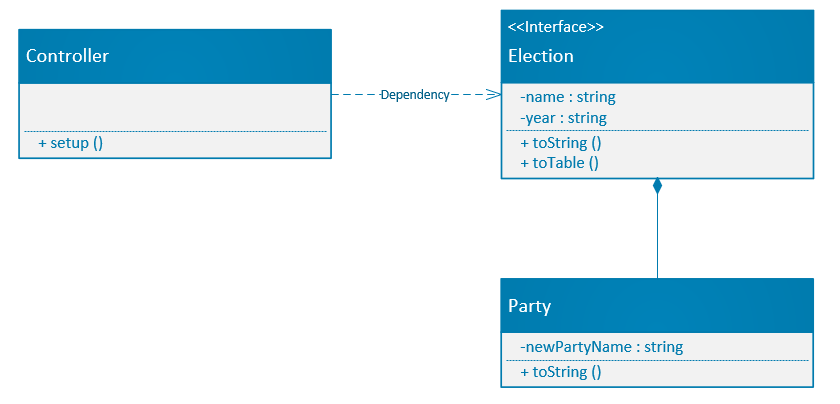 Controller
+ setup ()
Dependency
<<Interface>>
Election
-name : string
-year : string
+ toString ()
+ toTable ()
Party
-newPartyName : string
+ toString ()